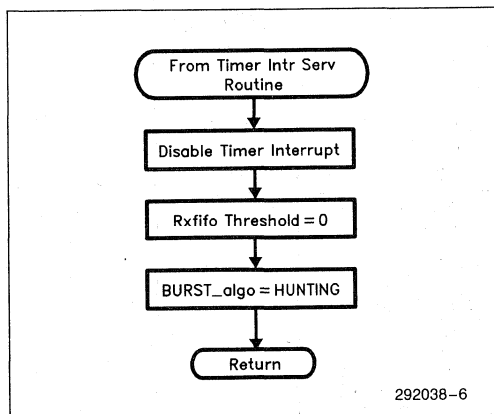 From Timer Intr Serv
Routine
Disable Timer Interrupt
Rxfifo Threshold = 0
BURST_algo = HUNTING
Return
292038-6